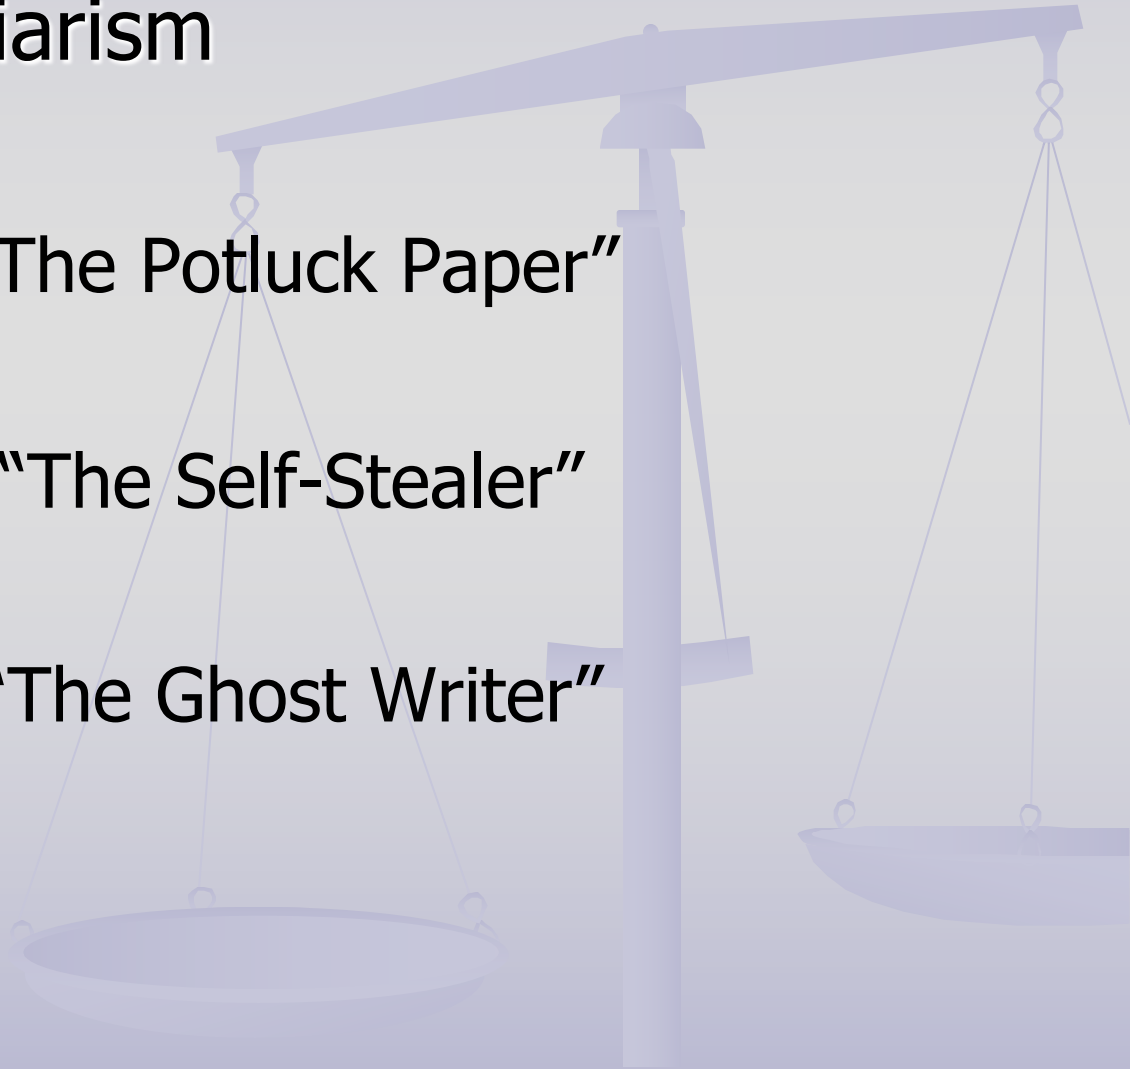 iarism
The Potluck Paper”
“The Self-Stealer”
“The Ghost Writer”